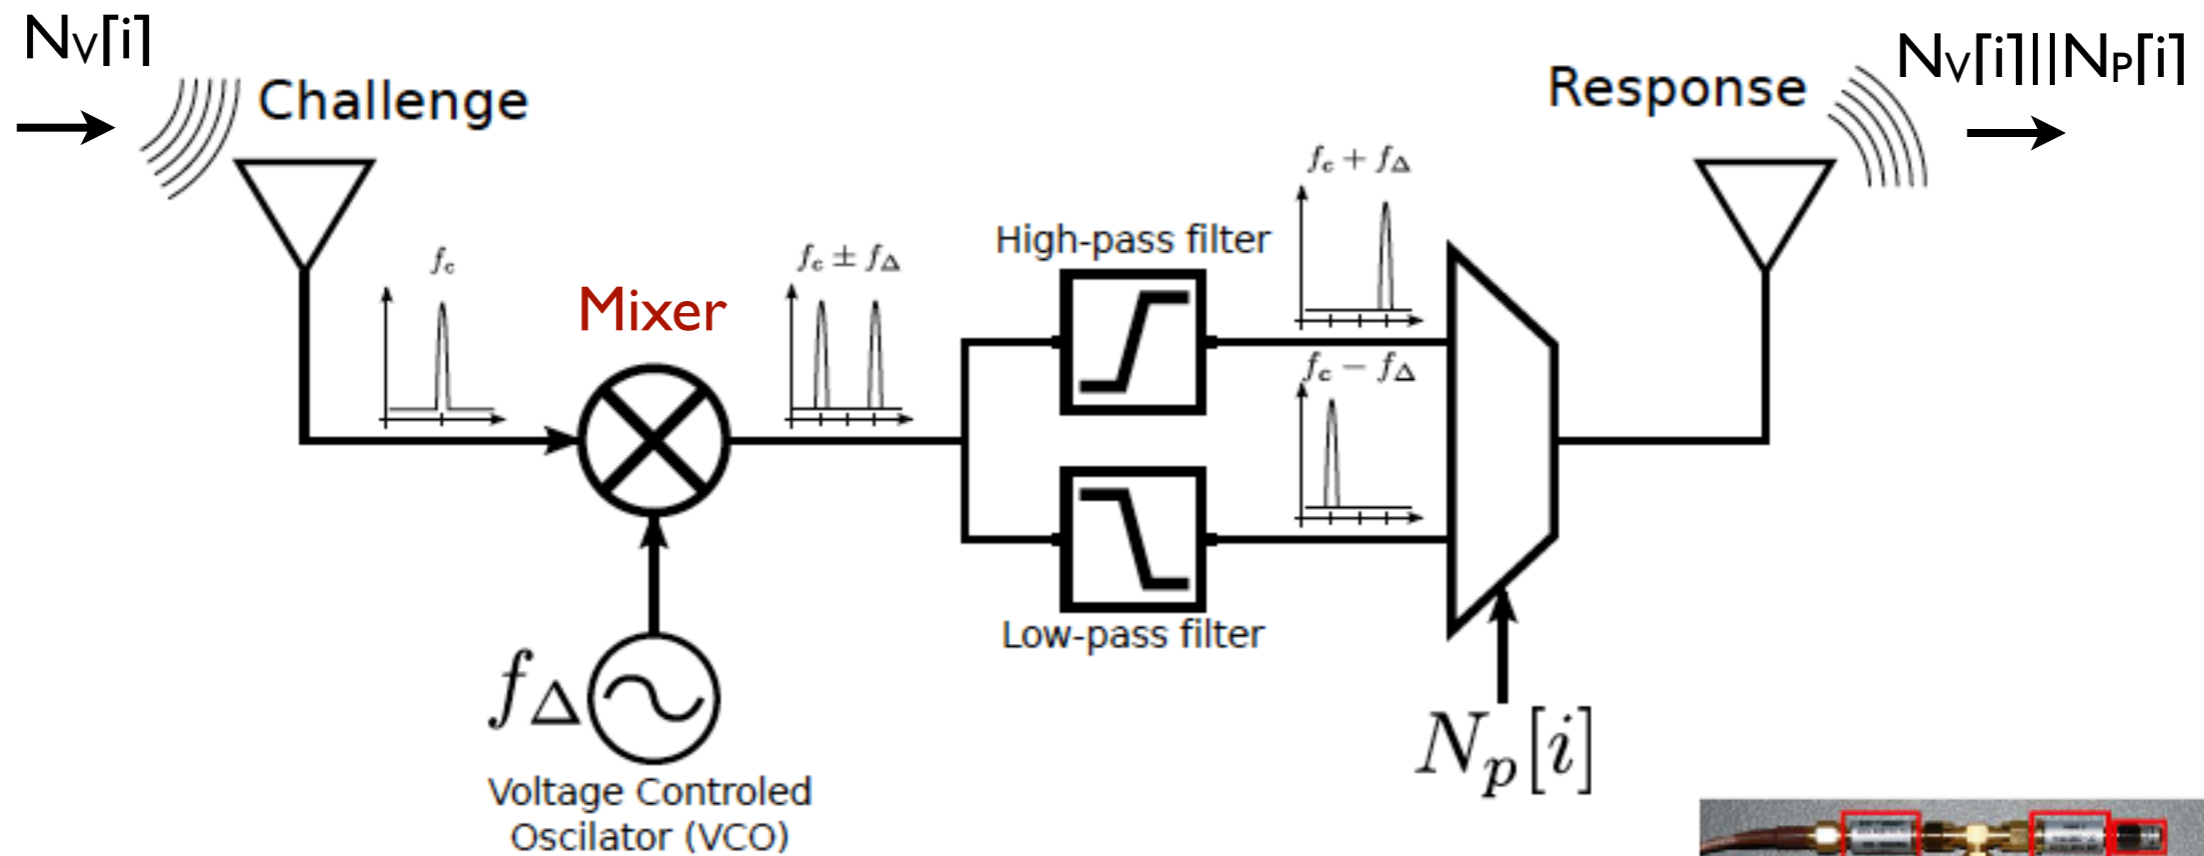 Nv[i]
Challenge
Response
Nv[i]||NP[i]
fc
Mixer
fc ± fΔ
High-pass filter
fc + fΔ
fc − fΔ
Low-pass filter
fΔ
Voltage Controled
Oscilator (VCO)
Np[i]